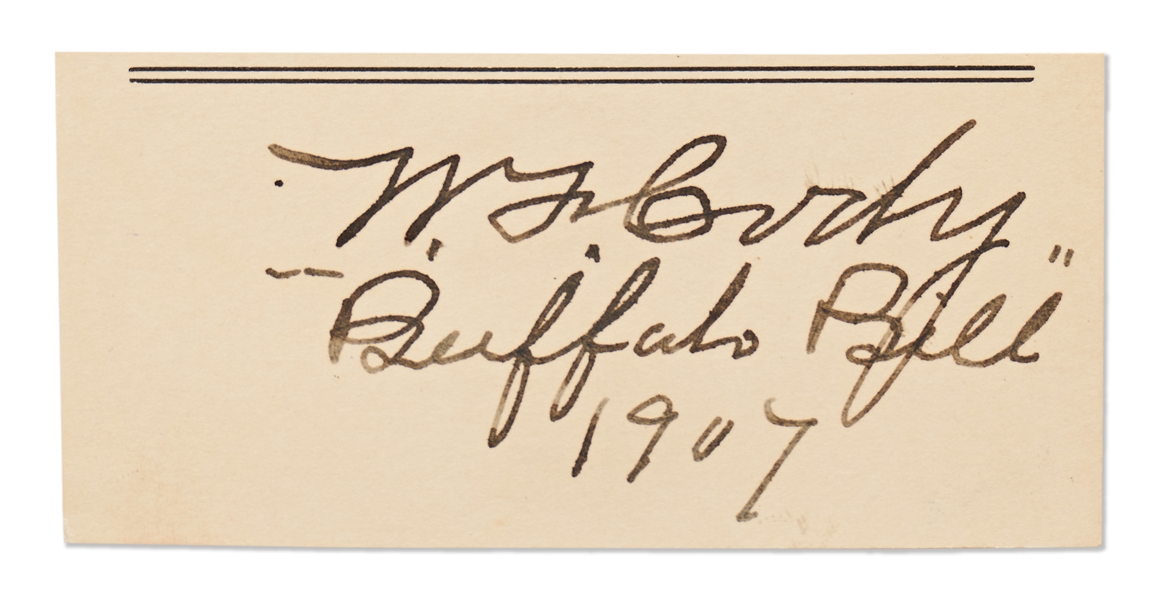 W. F. Cody
"Buffalo Bill"
1907